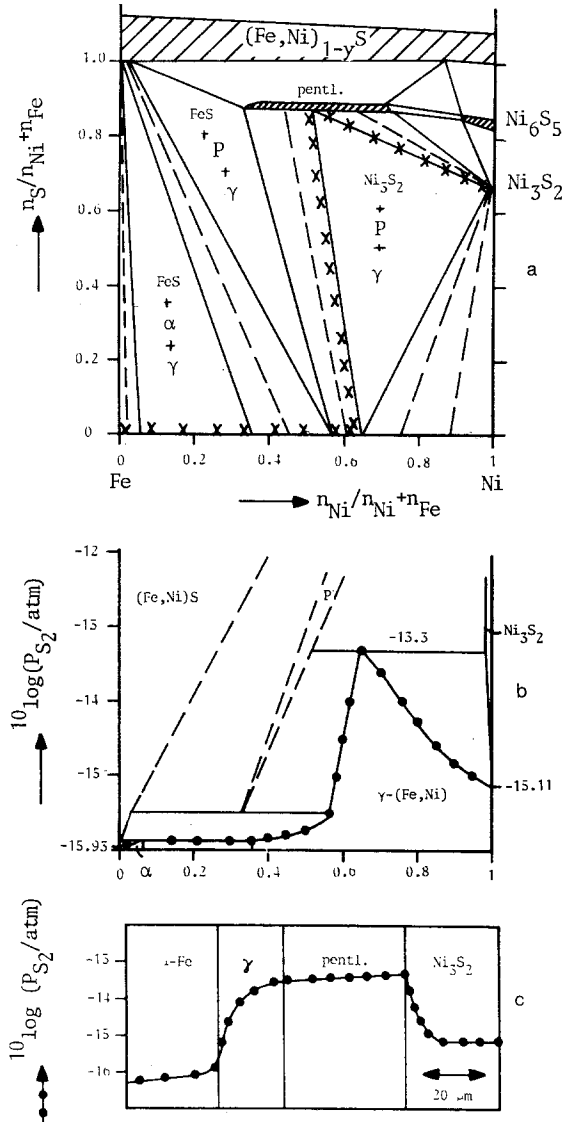 (Fe,Ni)1-yS
1.0
pentl.
Ni6S5
FeS + P + γ
0.8
Ni3S2
Ni3S2 + P + γ
0.6
a
0.4
FeS + α + γ
0.2
0
0 0.2 0.4 0.6 0.8 1
Fe Ni
nNi/nNi+nFe
nS/nNi+nFe
-12
(Fe,Ni)S
P
-13
Ni3S2
-13.3
b
-14
10log(PS2/atm)
-15
γ-(Fe,Ni)
-15.11
-15.93
0 α 0.2 0.4 0.6 0.8 1
-Fe γ pentl. Ni3S2
-13
-14
c
-15
-16
20 μm
10log (PS2/atm)